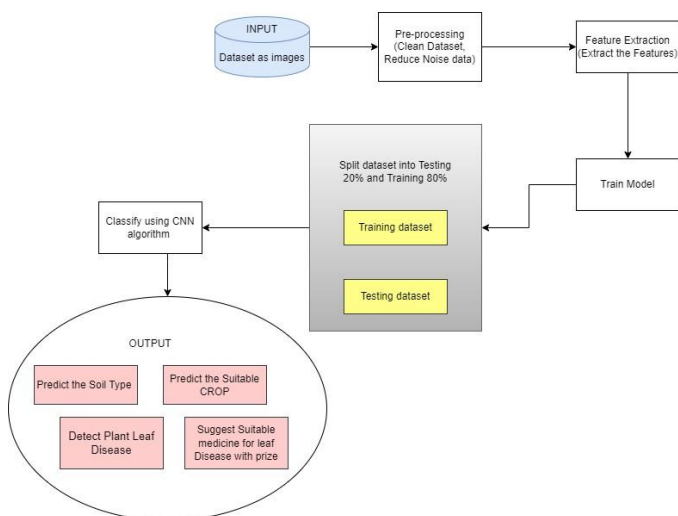 INPUT
Dataset as images
Pre-processing
(Clean Dataset,
Reduce Noise data)
Feature Extraction
(Extract the Features)
Train Model
Split dataset into Testing
20% and Training 80%
Training dataset
Testing dataset
Classify using CNN
algorithm
OUTPUT
Predict the Soil Type
Predict the Suitable
CROP
Detect Plant Leaf
Disease
Suggest Suitable
medicine for leaf
Disease with prize